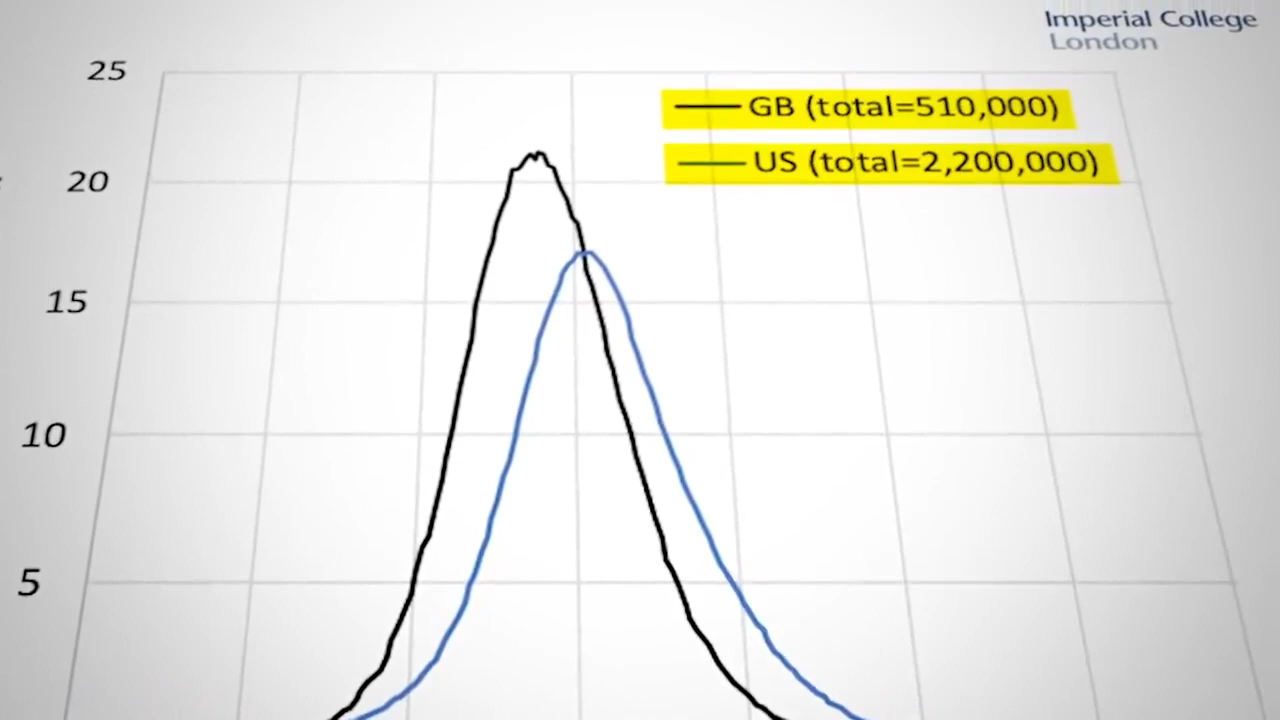 Imperial College
London
25
20
15
10
5
GB (total=510,000)
US (total=2,200,000)